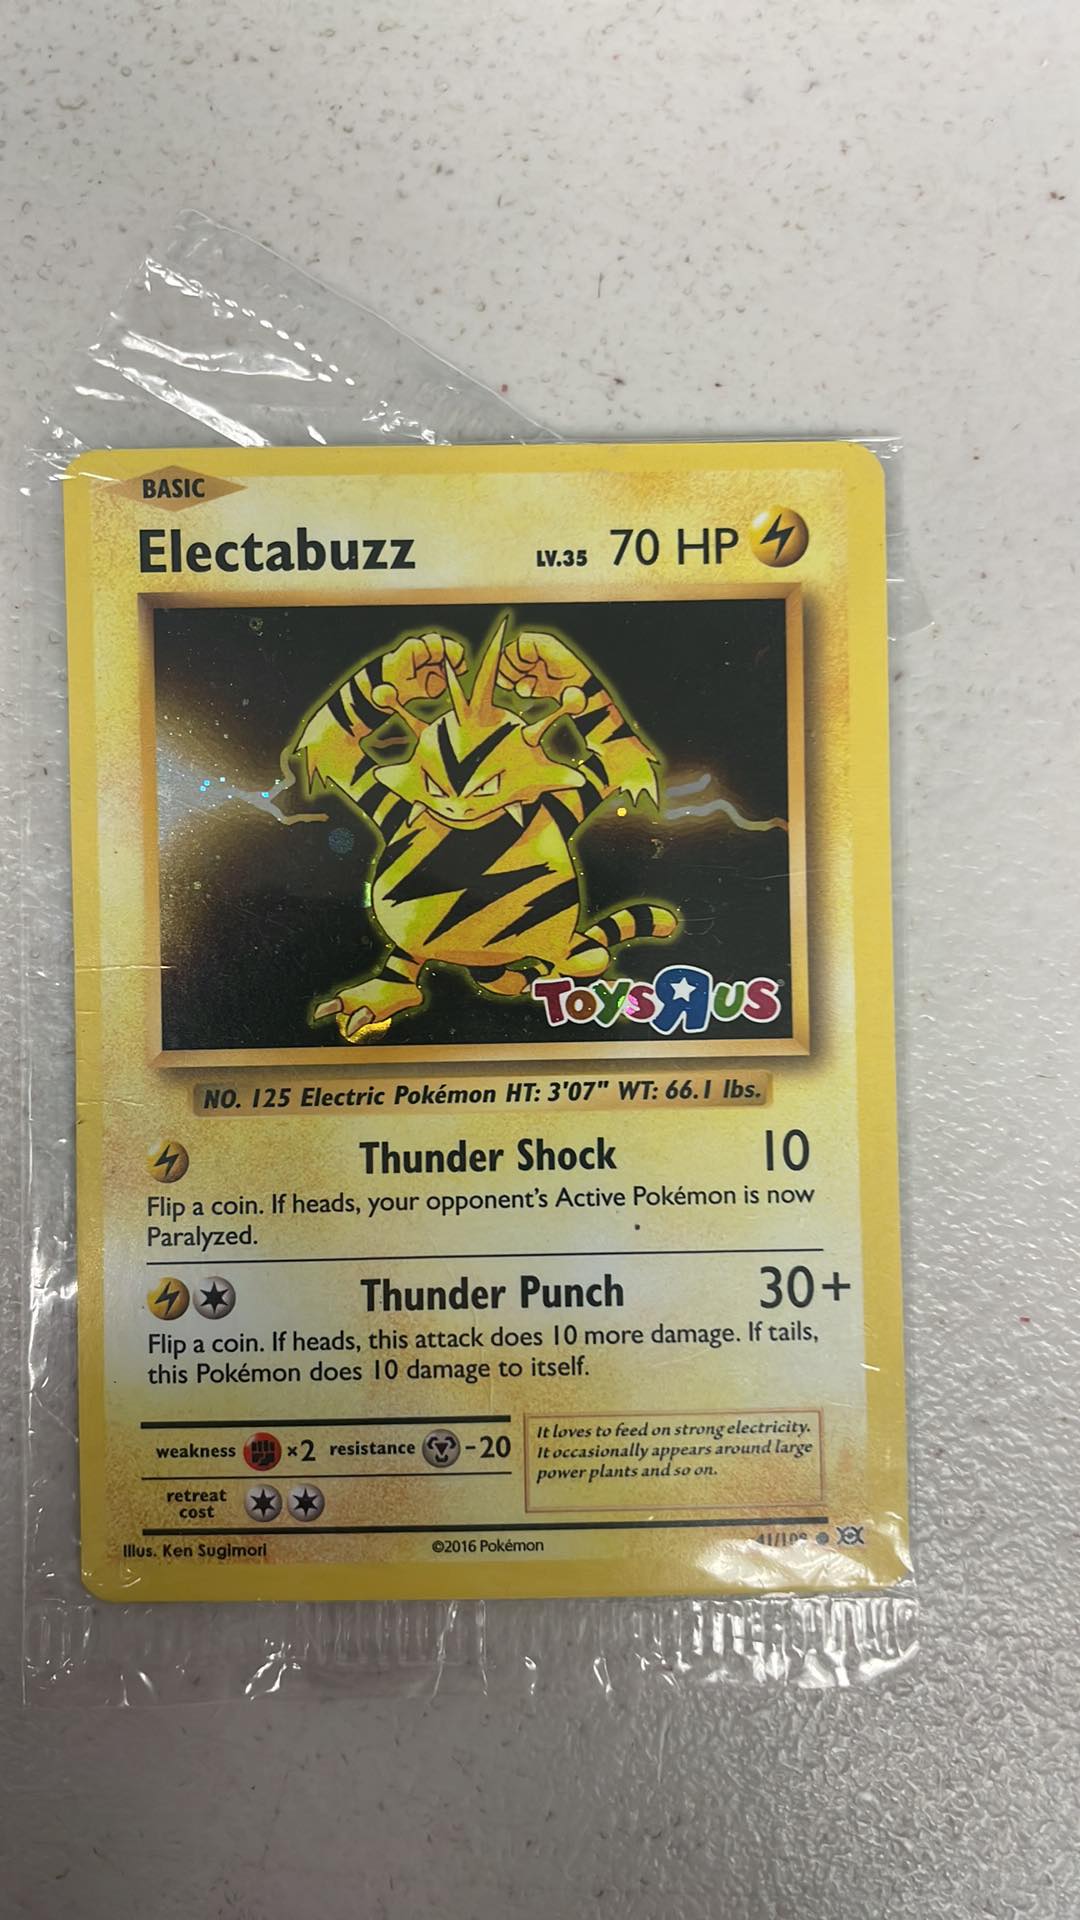 BASIC
Electabuzz LV.35 70 HP
TOYSRUS
NO. 125 Electric Pokémon HT: 3'07" WT: 66.1 lbs.
Thunder Shock 10
Flip a coin. If heads, your opponent's Active Pokémon is now
Paralyzed.
Thunder Punch 30+
Flip a coin. If heads, this attack does 10 more damage. If tails,
this Pokémon does 10 damage to itself.
weakness ×2 resistance -20
retreat
cost
It loves to feed on strong electricity.
It occasionally appears around large
power plants and so on.
Illus. Ken Sugimori ©2016 Pokémon 41/108